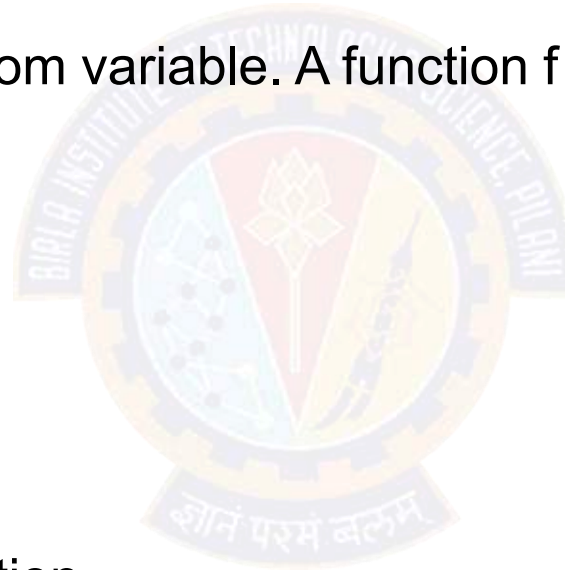 om variable. A function f
BIRLA INSTITUTE OF TECHNOLOGY & SCIENCE, PILANI
ज्ञानं परमं बलम्
tion